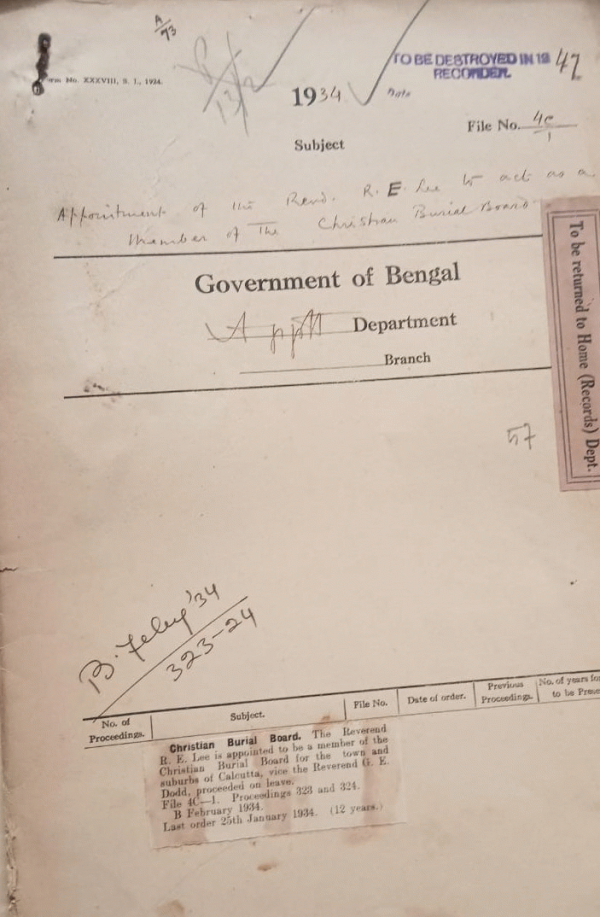 A/73
Form No. XXXVIII, S. I., 1924.
TO BE DESTROYED IN 19 47
RECORDER.
Date
1934
File No. 4C/1
Subject
Appointment of the Revd. R. E. Lee to act as a
member of The Christian Burial Board
To be returned to Home (Records) Dept.
Government of Bengal
Apptt Department
Branch
57
B. Feby '34
323-24
No. of Proceedings.
Subject.
File No.
Date of order.
Previous Proceedings.
No. of years for
to be
Christian Burial Board. The Reverend
R. E. Lee is appointed to be a member of the
Christian Burial Board for the town and
suburbs of Calcutta, vice the Reverend G. E.
Dodd, proceeded on leave.
File 4C—1. Proceedings 323 and 324.
B February 1934.
Last order 25th January 1934. (12 years.)